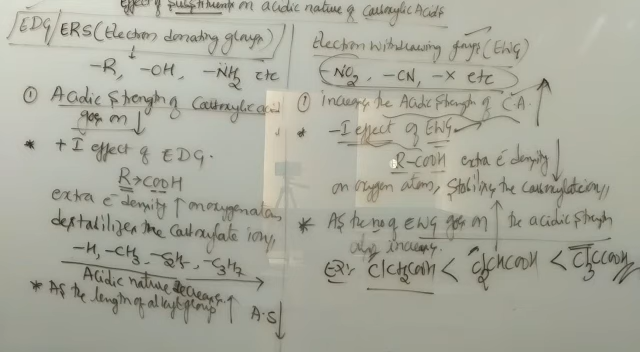 Effect of substituents on acidic nature of Carboxylic Acids
EDG/ERS (Electron donating groups)
-R, -OH, -NH2 etc
① Acidic strength of Carboxylic acid
goes on ↓
* + I effect of EDG.
R→COOH
extra e⁻ density ↑ on oxygen atom,
destabilizes the Carboxylate ion,
-H, -CH3, -C2H5, -C3H7
Acidic nature decreases.
* As the length of alkyl group ↑ A.S ↓
Electron withdrawing groups (EWG)
-NO2, -CN, -X etc
① increases the Acidic strength of C.A. ↑
* -I effect of EWG
R-COOH extra e⁻ density ↓
on oxygen atoms, stabilizes the carboxylate ion,
* As the no of EWG goes on ↑ the acidic strength
also increases.
Ex:- ClCH2COOH < Cl2CHCOOH < Cl3CCOOH